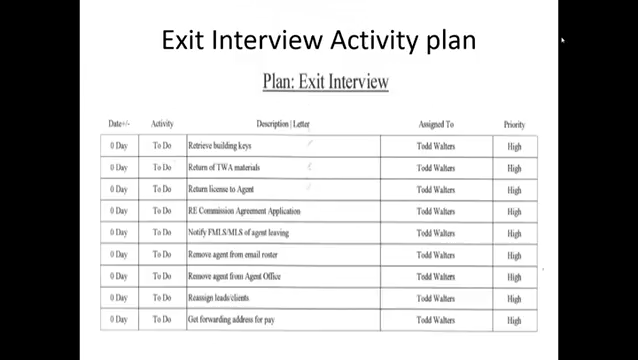 Exit Interview Activity plan
Plan: Exit Interview
Date+/- Activity Description | Letter Assigned To Priority
0 Day To Do Retrieve building keys Todd Walters High
0 Day To Do Return of TWA materials Todd Walters High
0 Day To Do Return license to Agent Todd Walters High
0 Day To Do RE Commission Agreement Application Todd Walters High
0 Day To Do Notify FMLS/MLS of agent leaving Todd Walters High
0 Day To Do Remove agent from email roster Todd Walters High
0 Day To Do Remove agent from Agent Office Todd Walters High
0 Day To Do Reassign leads/clients Todd Walters High
0 Day To Do Get forwarding address for pay Todd Walters High